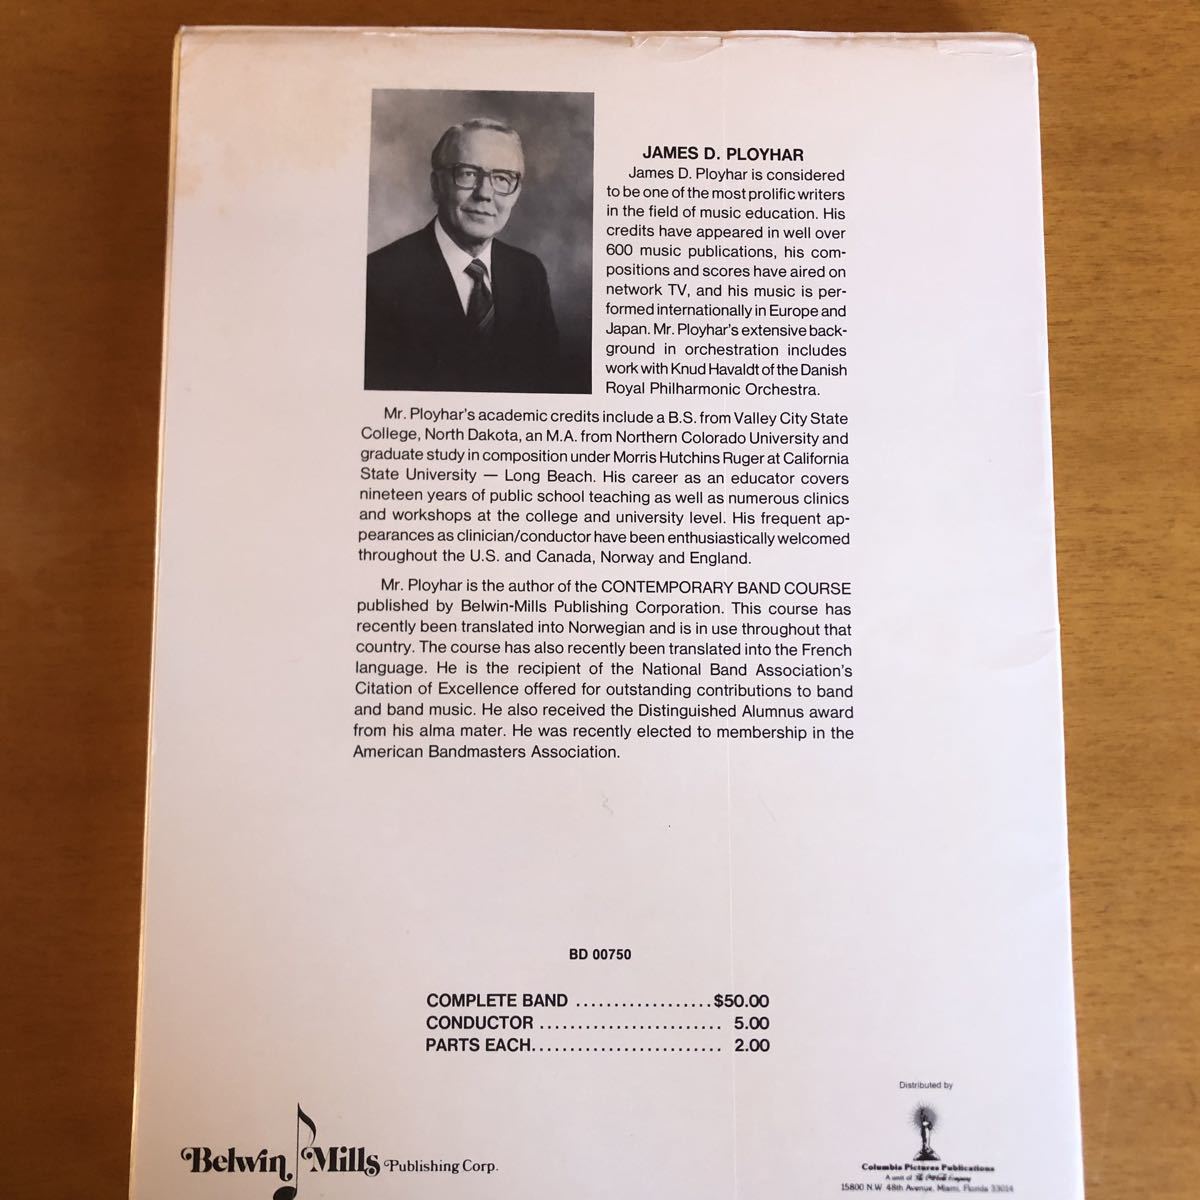 JAMES D. PLOYHAR
James D. Ployhar is considered
to be one of the most prolific writers
in the field of music education. His
credits have appeared in well over
600 music publications, his com-
positions and scores have aired on
network TV, and his music is per-
formed internationally in Europe and
Japan. Mr. Ployhar's extensive back-
ground in orchestration includes
work with Knud Havaldt of the Danish
Royal Philharmonic Orchestra.
Mr. Ployhar's academic credits include a B.S. from Valley City State
College, North Dakota, an M.A. from Northern Colorado University and
graduate study in composition under Morris Hutchins Ruger at California
State University — Long Beach. His career as an educator covers
nineteen years of public school teaching as well as numerous clinics
and workshops at the college and university level. His frequent ap-
pearances as clinician/conductor have been enthusiastically welcomed
throughout the U.S. and Canada, Norway and England.
Mr. Ployhar is the author of the CONTEMPORARY BAND COURSE
published by Belwin-Mills Publishing Corporation. This course has
recently been translated into Norwegian and is in use throughout that
country. The course has also recently been translated into the French
language. He is the recipient of the National Band Association's
Citation of Excellence offered for outstanding contributions to band
and band music. He also received the Distinguished Alumnus award
from his alma mater. He was recently elected to membership in the
American Bandmasters Association.
BD 00750
COMPLETE BAND ..................$50.00
CONDUCTOR ........................ 5.00
PARTS EACH......................... 2.00
Distributed by
Belwin Mills Publishing Corp.
Columbia Pictures Publications
A unit of The Coca-Cola Company
15800 N.W. 48th Avenue, Miami, Florida 33014